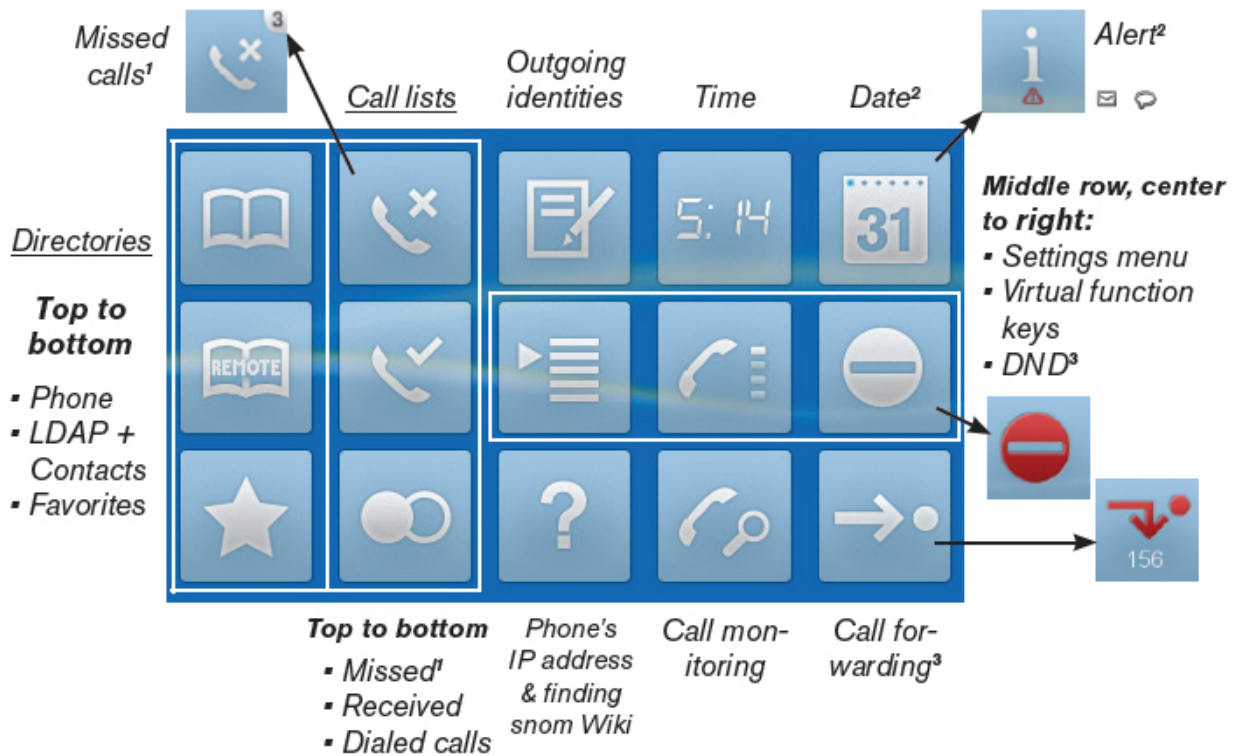 Missed
calls¹
3
Call lists
Outgoing
identities
Time
Date²
Alert²
Directories
Top to
bottom
▪ Phone
▪ LDAP +
Contacts
▪ Favorites
REMOTE
5:14
31
Middle row, center
to right:
▪ Settings menu
▪ Virtual function
keys
▪ DND³
?
156
Top to bottom
▪ Missed¹
▪ Received
▪ Dialed calls
Phone's
IP address
& finding
snom Wiki
Call mon-
itoring
Call for-
warding³